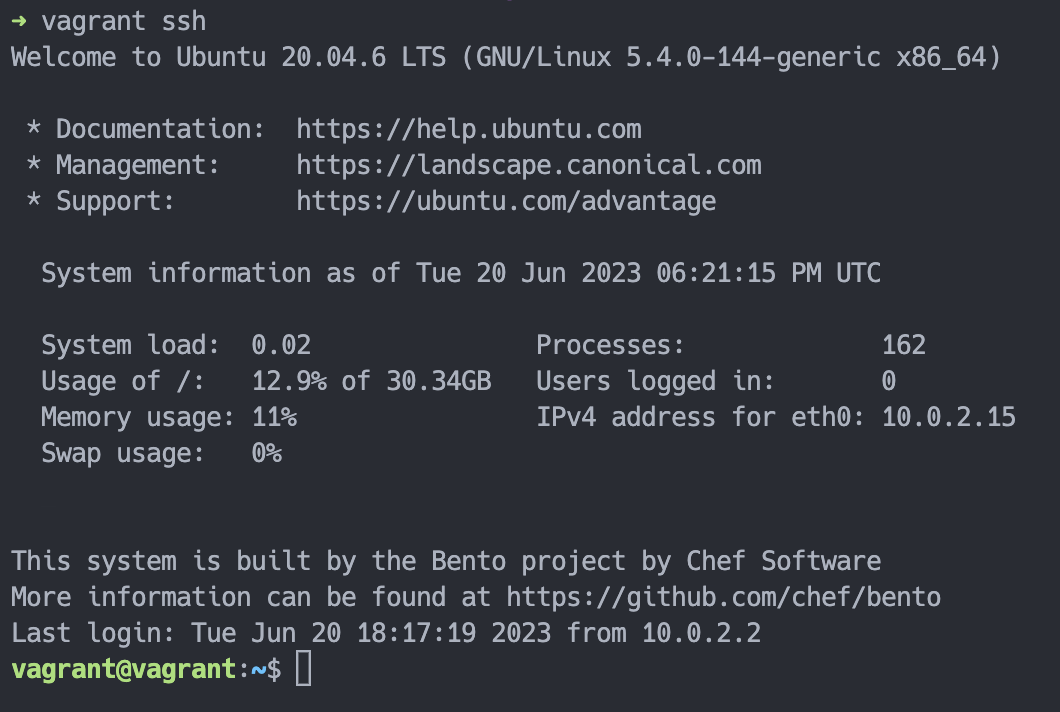 ➜ vagrant ssh
Welcome to Ubuntu 20.04.6 LTS (GNU/Linux 5.4.0-144-generic x86_64)

 * Documentation:  https://help.ubuntu.com
 * Management:     https://landscape.canonical.com
 * Support:        https://ubuntu.com/advantage

  System information as of Tue 20 Jun 2023 06:21:15 PM UTC

  System load:  0.02               Processes:             162
  Usage of /:   12.9% of 30.34GB   Users logged in:       0
  Memory usage: 11%                IPv4 address for eth0: 10.0.2.15
  Swap usage:   0%


This system is built by the Bento project by Chef Software
More information can be found at https://github.com/chef/bento
Last login: Tue Jun 20 18:17:19 2023 from 10.0.2.2
vagrant@vagrant:~$